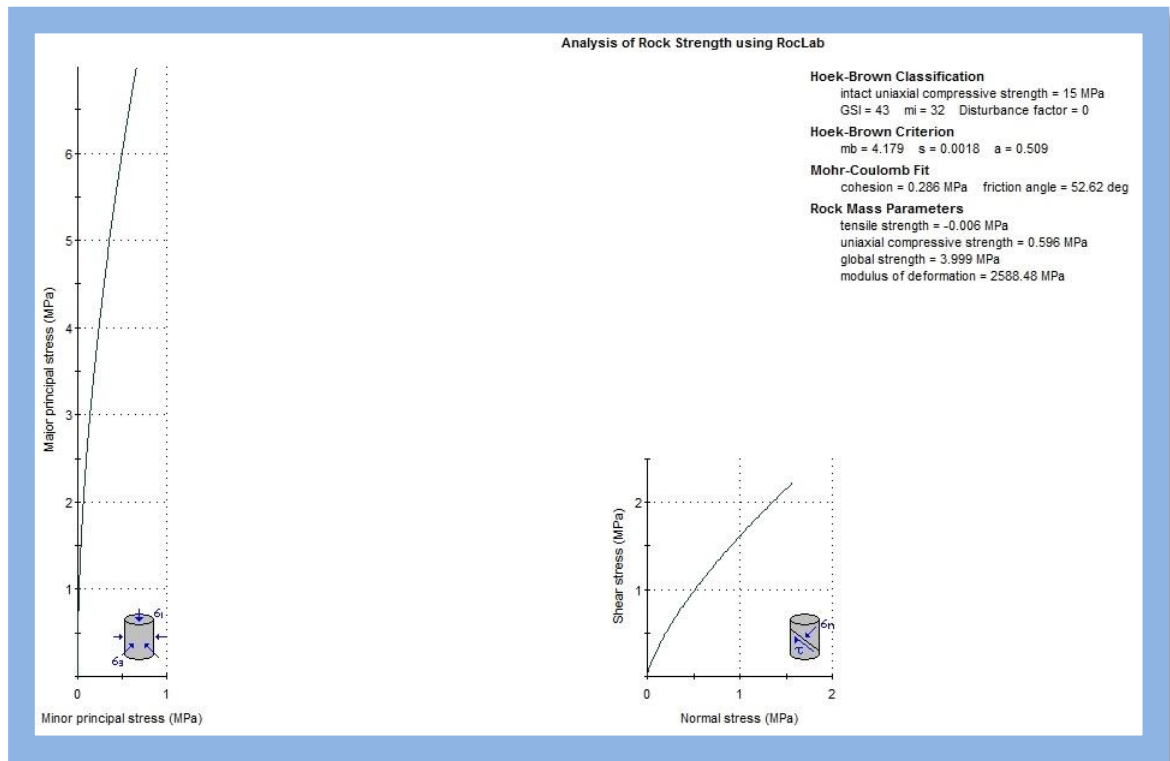 Analysis of Rock Strength using RocLab
Hoek-Brown Classification
intact uniaxial compressive strength = 15 MPa
GSI = 43 mi = 32 Disturbance factor = 0
Hoek-Brown Criterion
mb = 4.179 s = 0.0018 a = 0.509
Mohr-Coulomb Fit
cohesion = 0.286 MPa friction angle = 52.62 deg
Rock Mass Parameters
tensile strength = -0.006 MPa
uniaxial compressive strength = 0.596 MPa
global strength = 3.999 MPa
modulus of deformation = 2588.48 MPa
Major principal stress (MPa)
6
5
4
3
2
1
σ1
σ3
0 1
Minor principal stress (MPa)
Shear stress (MPa)
2
1
σn
τ
0 1 2
Normal stress (MPa)